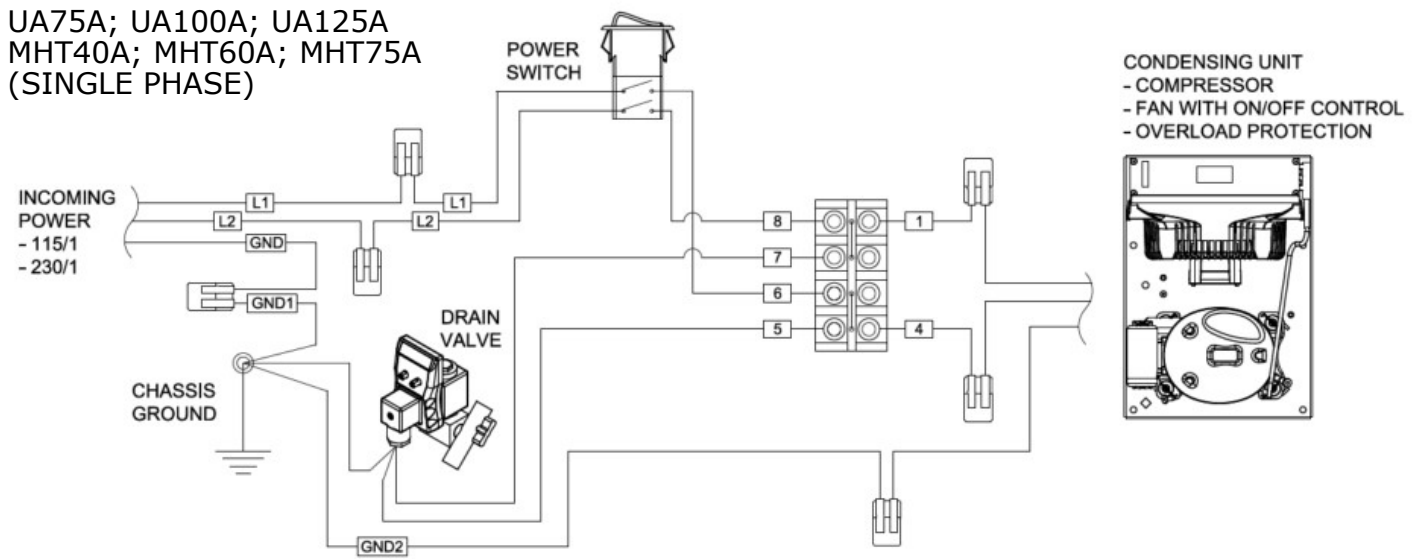 UA75A; UA100A; UA125A
MHT40A; MHT60A; MHT75A
(SINGLE PHASE)
POWER
SWITCH
CONDENSING UNIT
- COMPRESSOR
- FAN WITH ON/OFF CONTROL
- OVERLOAD PROTECTION
INCOMING
POWER
- 115/1
- 230/1
L1
L1
L2
L2
GND
GND1
8
1
7
6
5
4
DRAIN
VALVE
CHASSIS
GROUND
GND2